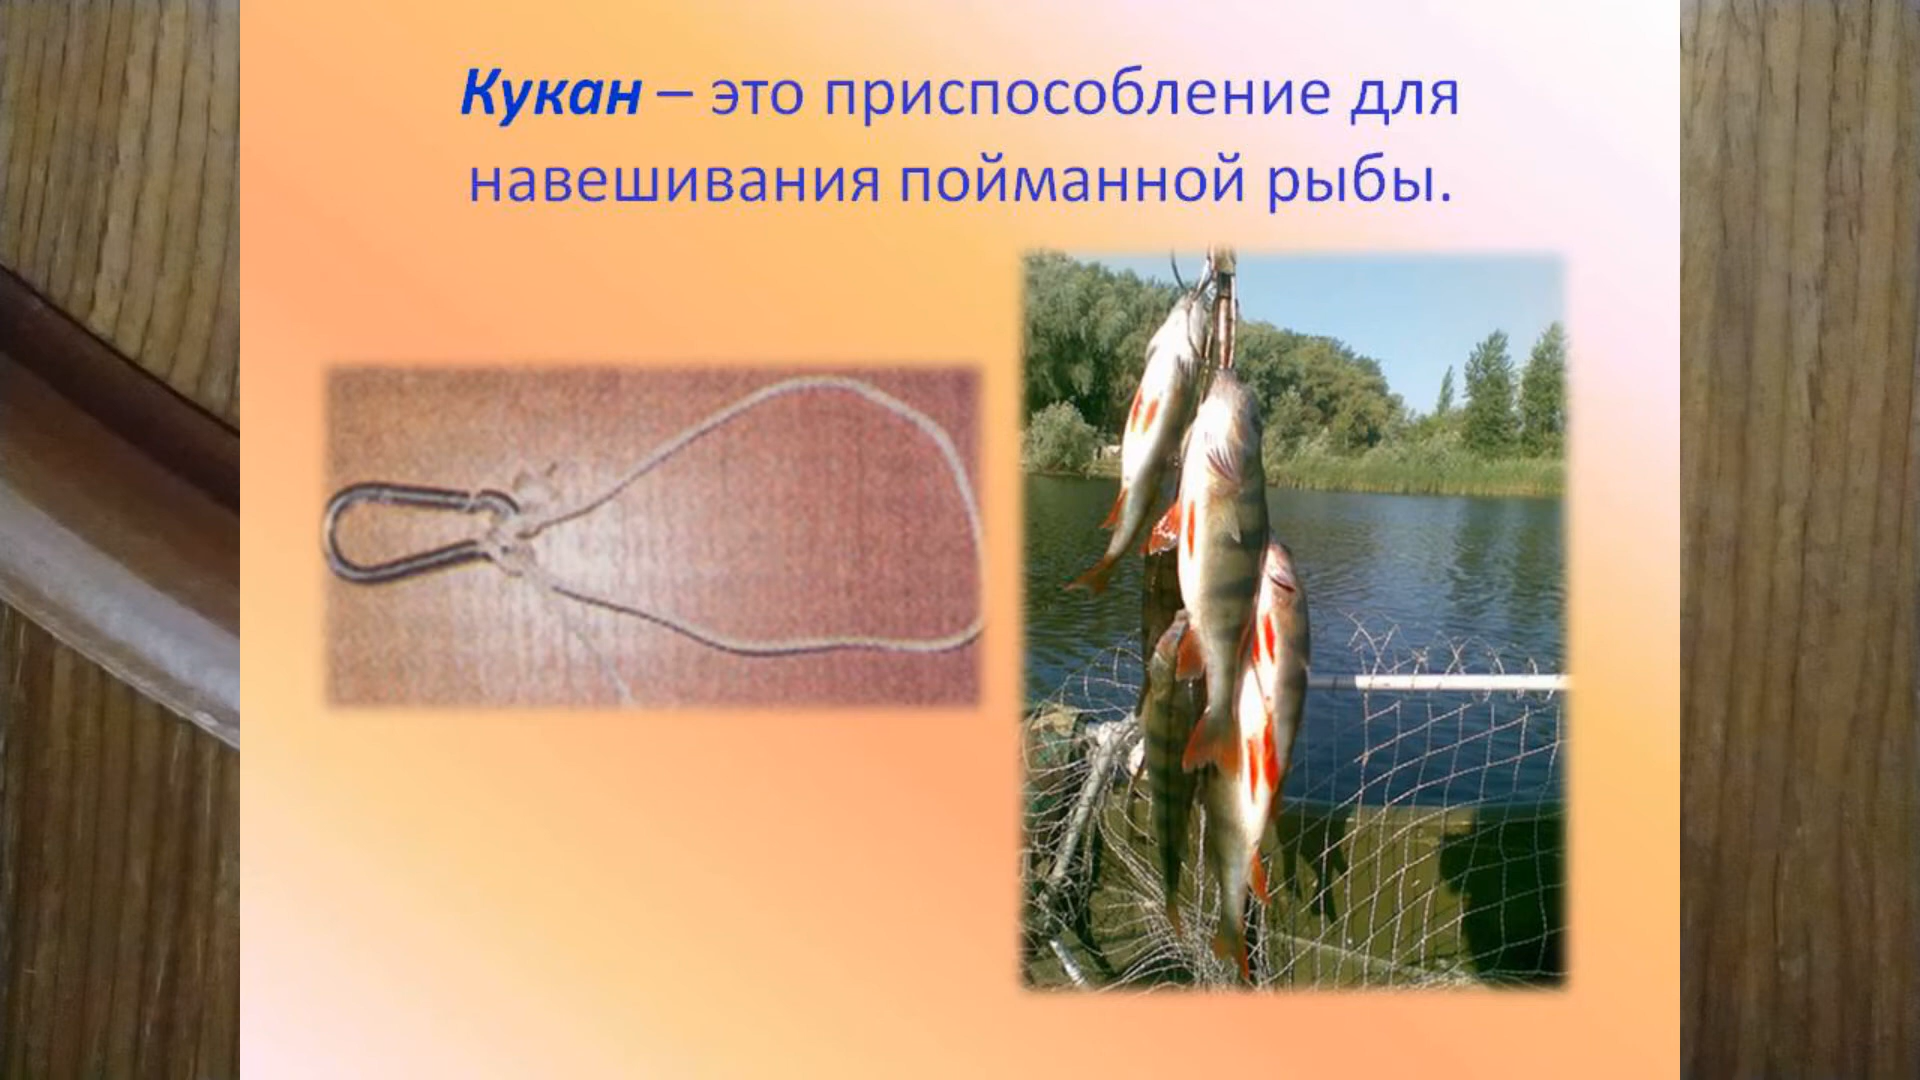 Кукан – это приспособление для
навешивания пойманной рыбы.